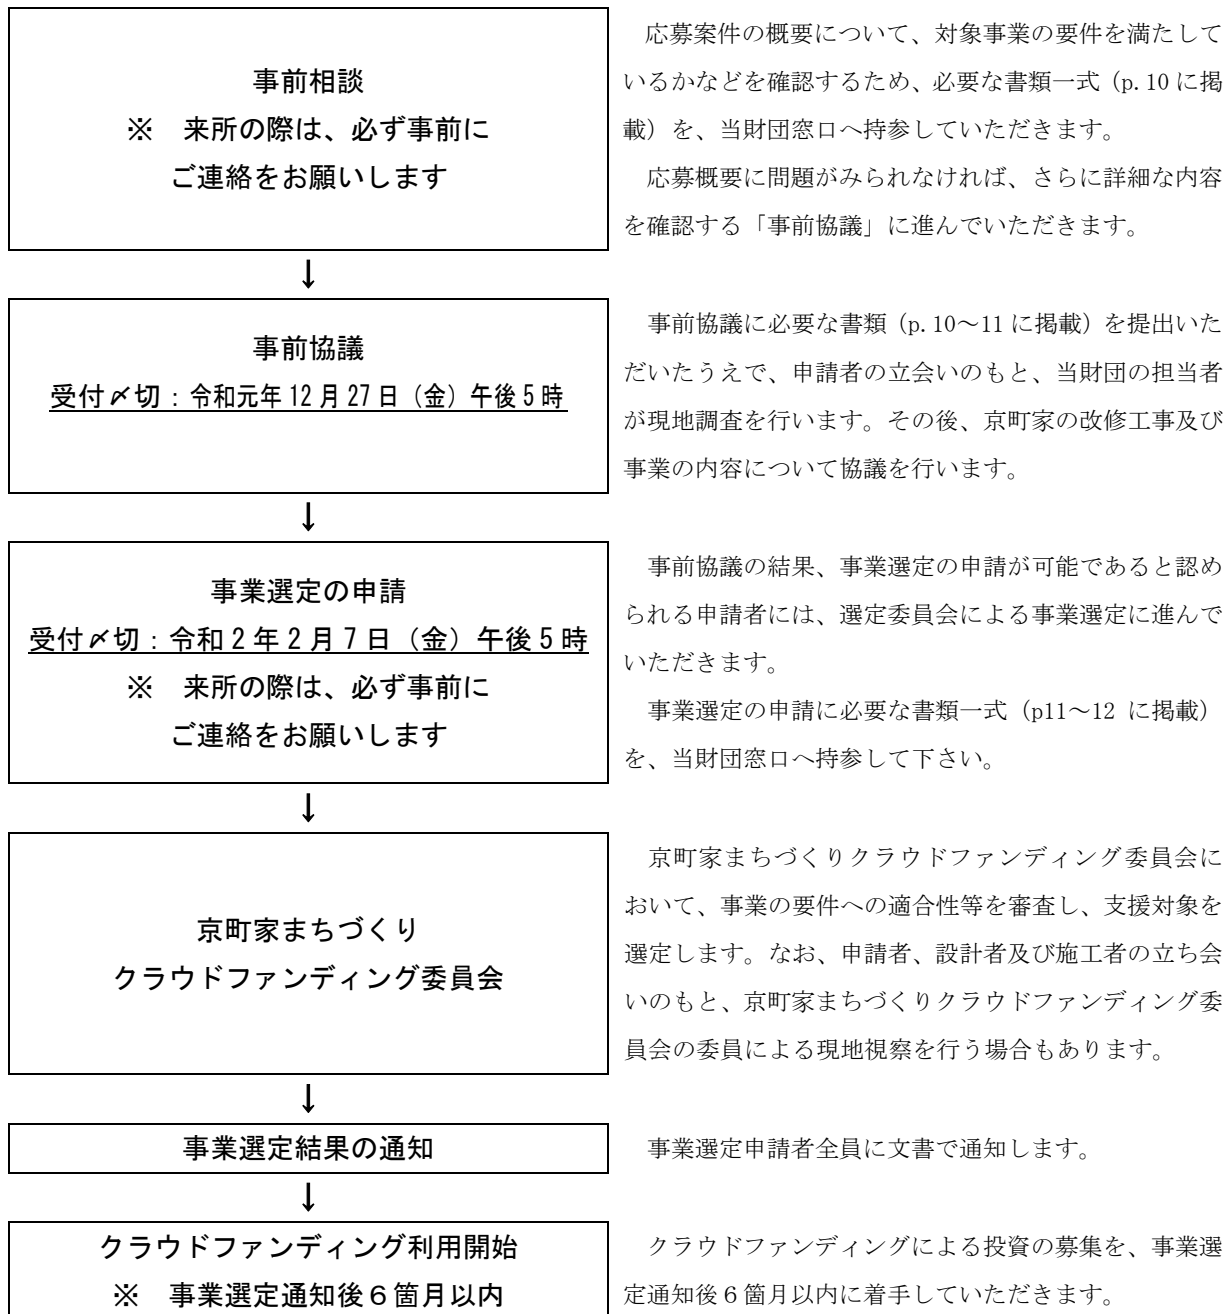 事前相談
※　来所の際は、必ず事前に
ご連絡をお願いします
応募案件の概要について、対象事業の要件を満たして
いるかなどを確認するため、必要な書類一式（p.10 に掲
載）を、当財団窓口へ持参していただきます。
応募概要に問題がみられなければ、さらに詳細な内容
を確認する「事前協議」に進んでいただきます。
↓
事前協議
受付〆切：令和元年 12 月 27 日（金）午後 5 時
事前協議に必要な書類（p.10～11 に掲載）を提出いた
だいたうえで、申請者の立会いのもと、当財団の担当者
が現地調査を行います。その後、京町家の改修工事及び
事業の内容について協議を行います。
↓
事業選定の申請
受付〆切：令和 2 年 2 月 7 日（金）午後 5 時
※　来所の際は、必ず事前に
ご連絡をお願いします
事前協議の結果、事業選定の申請が可能であると認め
られる申請者には、選定委員会による事業選定に進んで
いただきます。
事業選定の申請に必要な書類一式（p11～12 に掲載）
を、当財団窓口へ持参して下さい。
↓
京町家まちづくり
クラウドファンディング委員会
京町家まちづくりクラウドファンディング委員会に
おいて、事業の要件への適合性等を審査し、支援対象を
選定します。なお、申請者、設計者及び施工者の立ち会
いのもと、京町家まちづくりクラウドファンディング委
員会の委員による現地視察を行う場合もあります。
↓
事業選定結果の通知
事業選定申請者全員に文書で通知します。
↓
クラウドファンディング利用開始
※　事業選定通知後６箇月以内
クラウドファンディングによる投資の募集を、事業選
定通知後６箇月以内に着手していただきます。